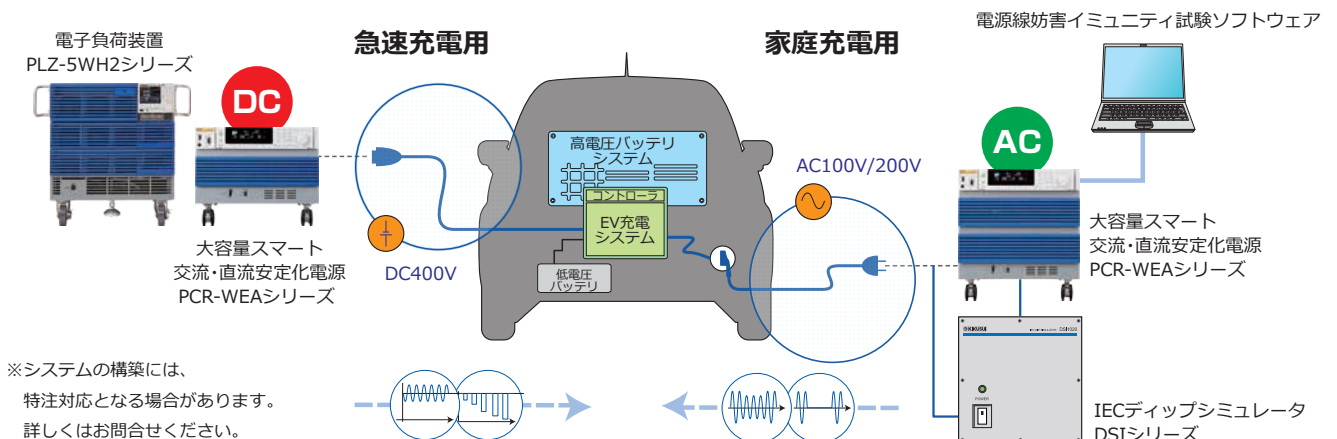 電子負荷装置
PLZ-5WH2シリーズ
DC
大容量スマート
交流・直流安定化電源
PCR-WEAシリーズ
急速充電用
DC400V
高電圧バッテリ
システム
コントローラ
EV充電
システム
低電圧
バッテリ
家庭充電用
AC100V/200V
電源線妨害イミュニティ試験ソフトウェア
AC
大容量スマート
交流・直流安定化電源
PCR-WEAシリーズ
KIKUSUI
DSI1020
POWER
IECディップシミュレータ
DSIシリーズ
※システムの構築には、
特注対応となる場合があります。
詳しくはお問合せください。